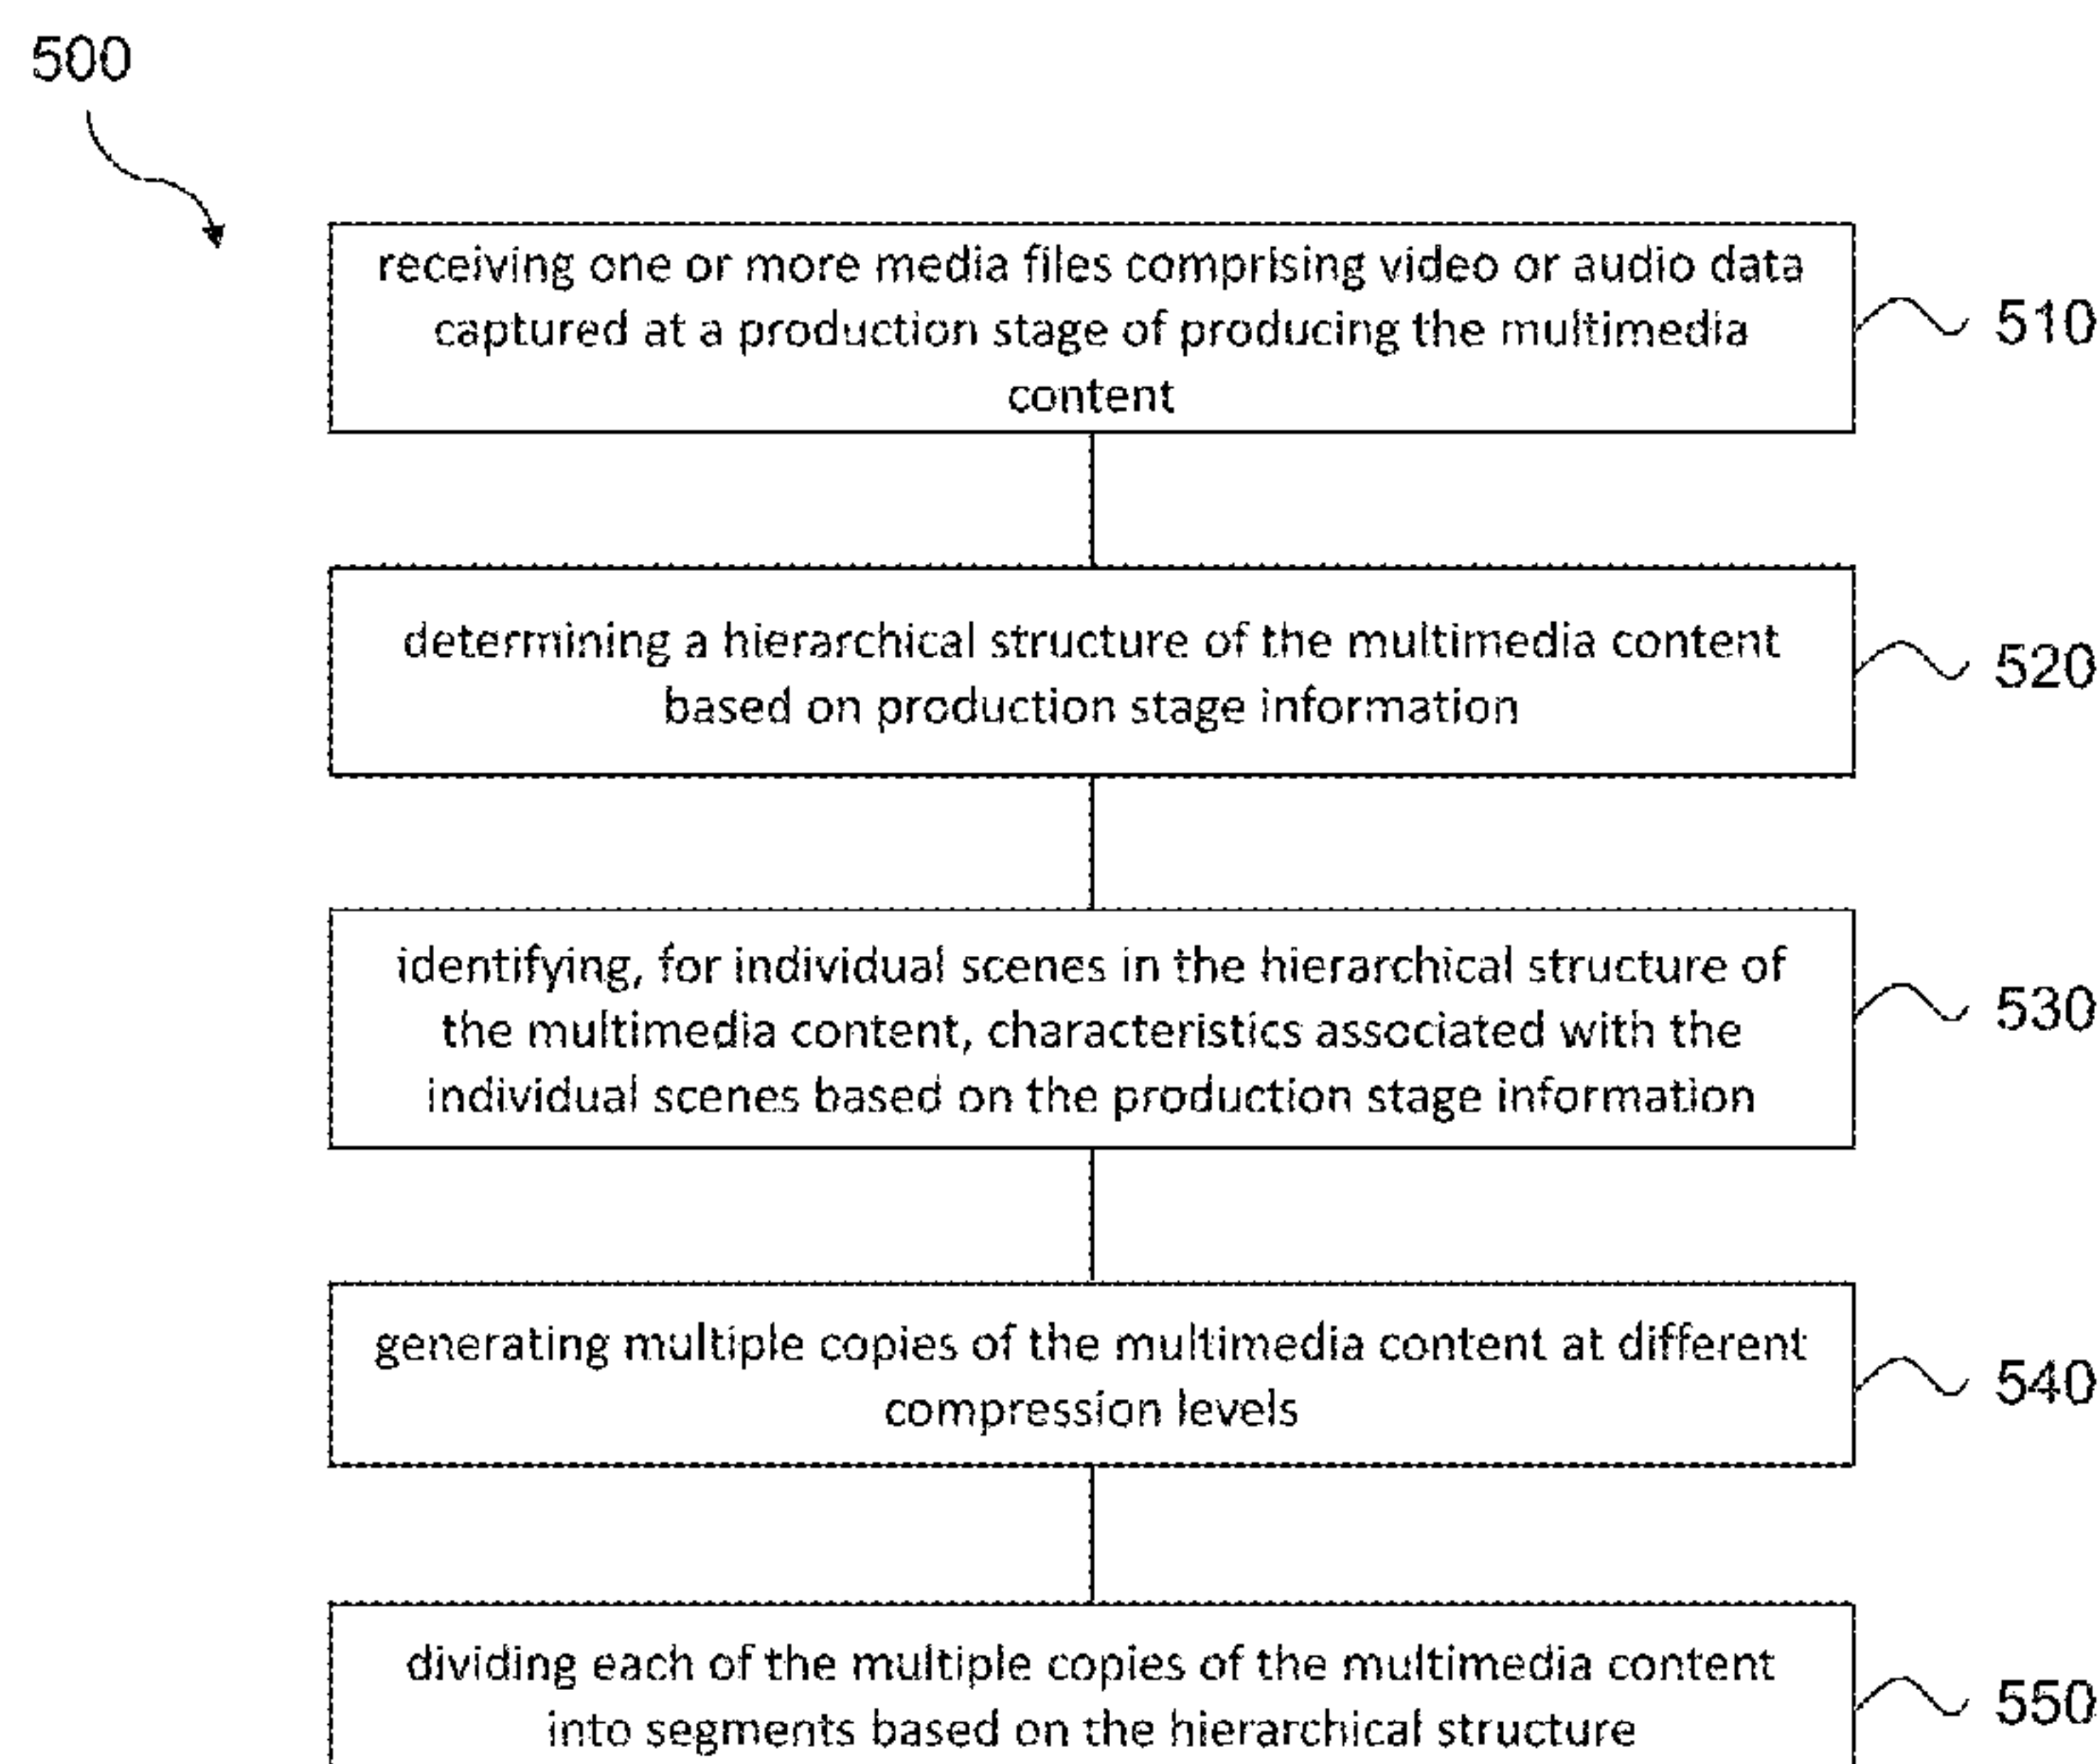 500
receiving one or more media files comprising video or audio data
captured at a production stage of producing the multimedia
content
510
determining a hierarchical structure of the multimedia content
based on production stage information
520
identifying, for individual scenes in the hierarchical structure of
the multimedia content, characteristics associated with the
individual scenes based on the production stage information
530
generating multiple copies of the multimedia content at different
compression levels
540
dividing each of the multiple copies of the multimedia content
into segments based on the hierarchical structure
550